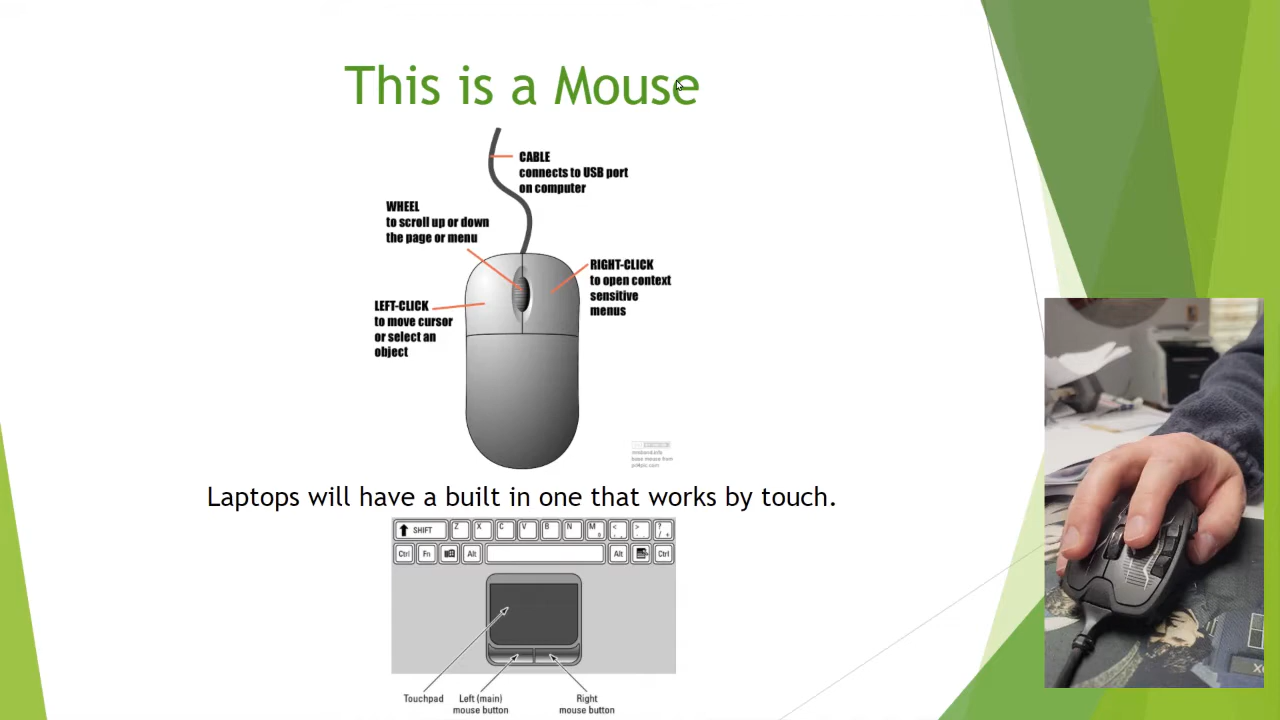 This is a Mouse
CABLE
connects to USB port
on computer
WHEEL
to scroll up or down
the page or menu
RIGHT-CLICK
to open context
sensitive
menus
LEFT-CLICK
to move cursor
or select an
object
base mouse from
Laptops will have a built in one that works by touch.
SHIFT Z X C V B N M < > ?
Ctrl Fn Alt Alt Ctrl
Touchpad
Left (main)
mouse button
Right
mouse button